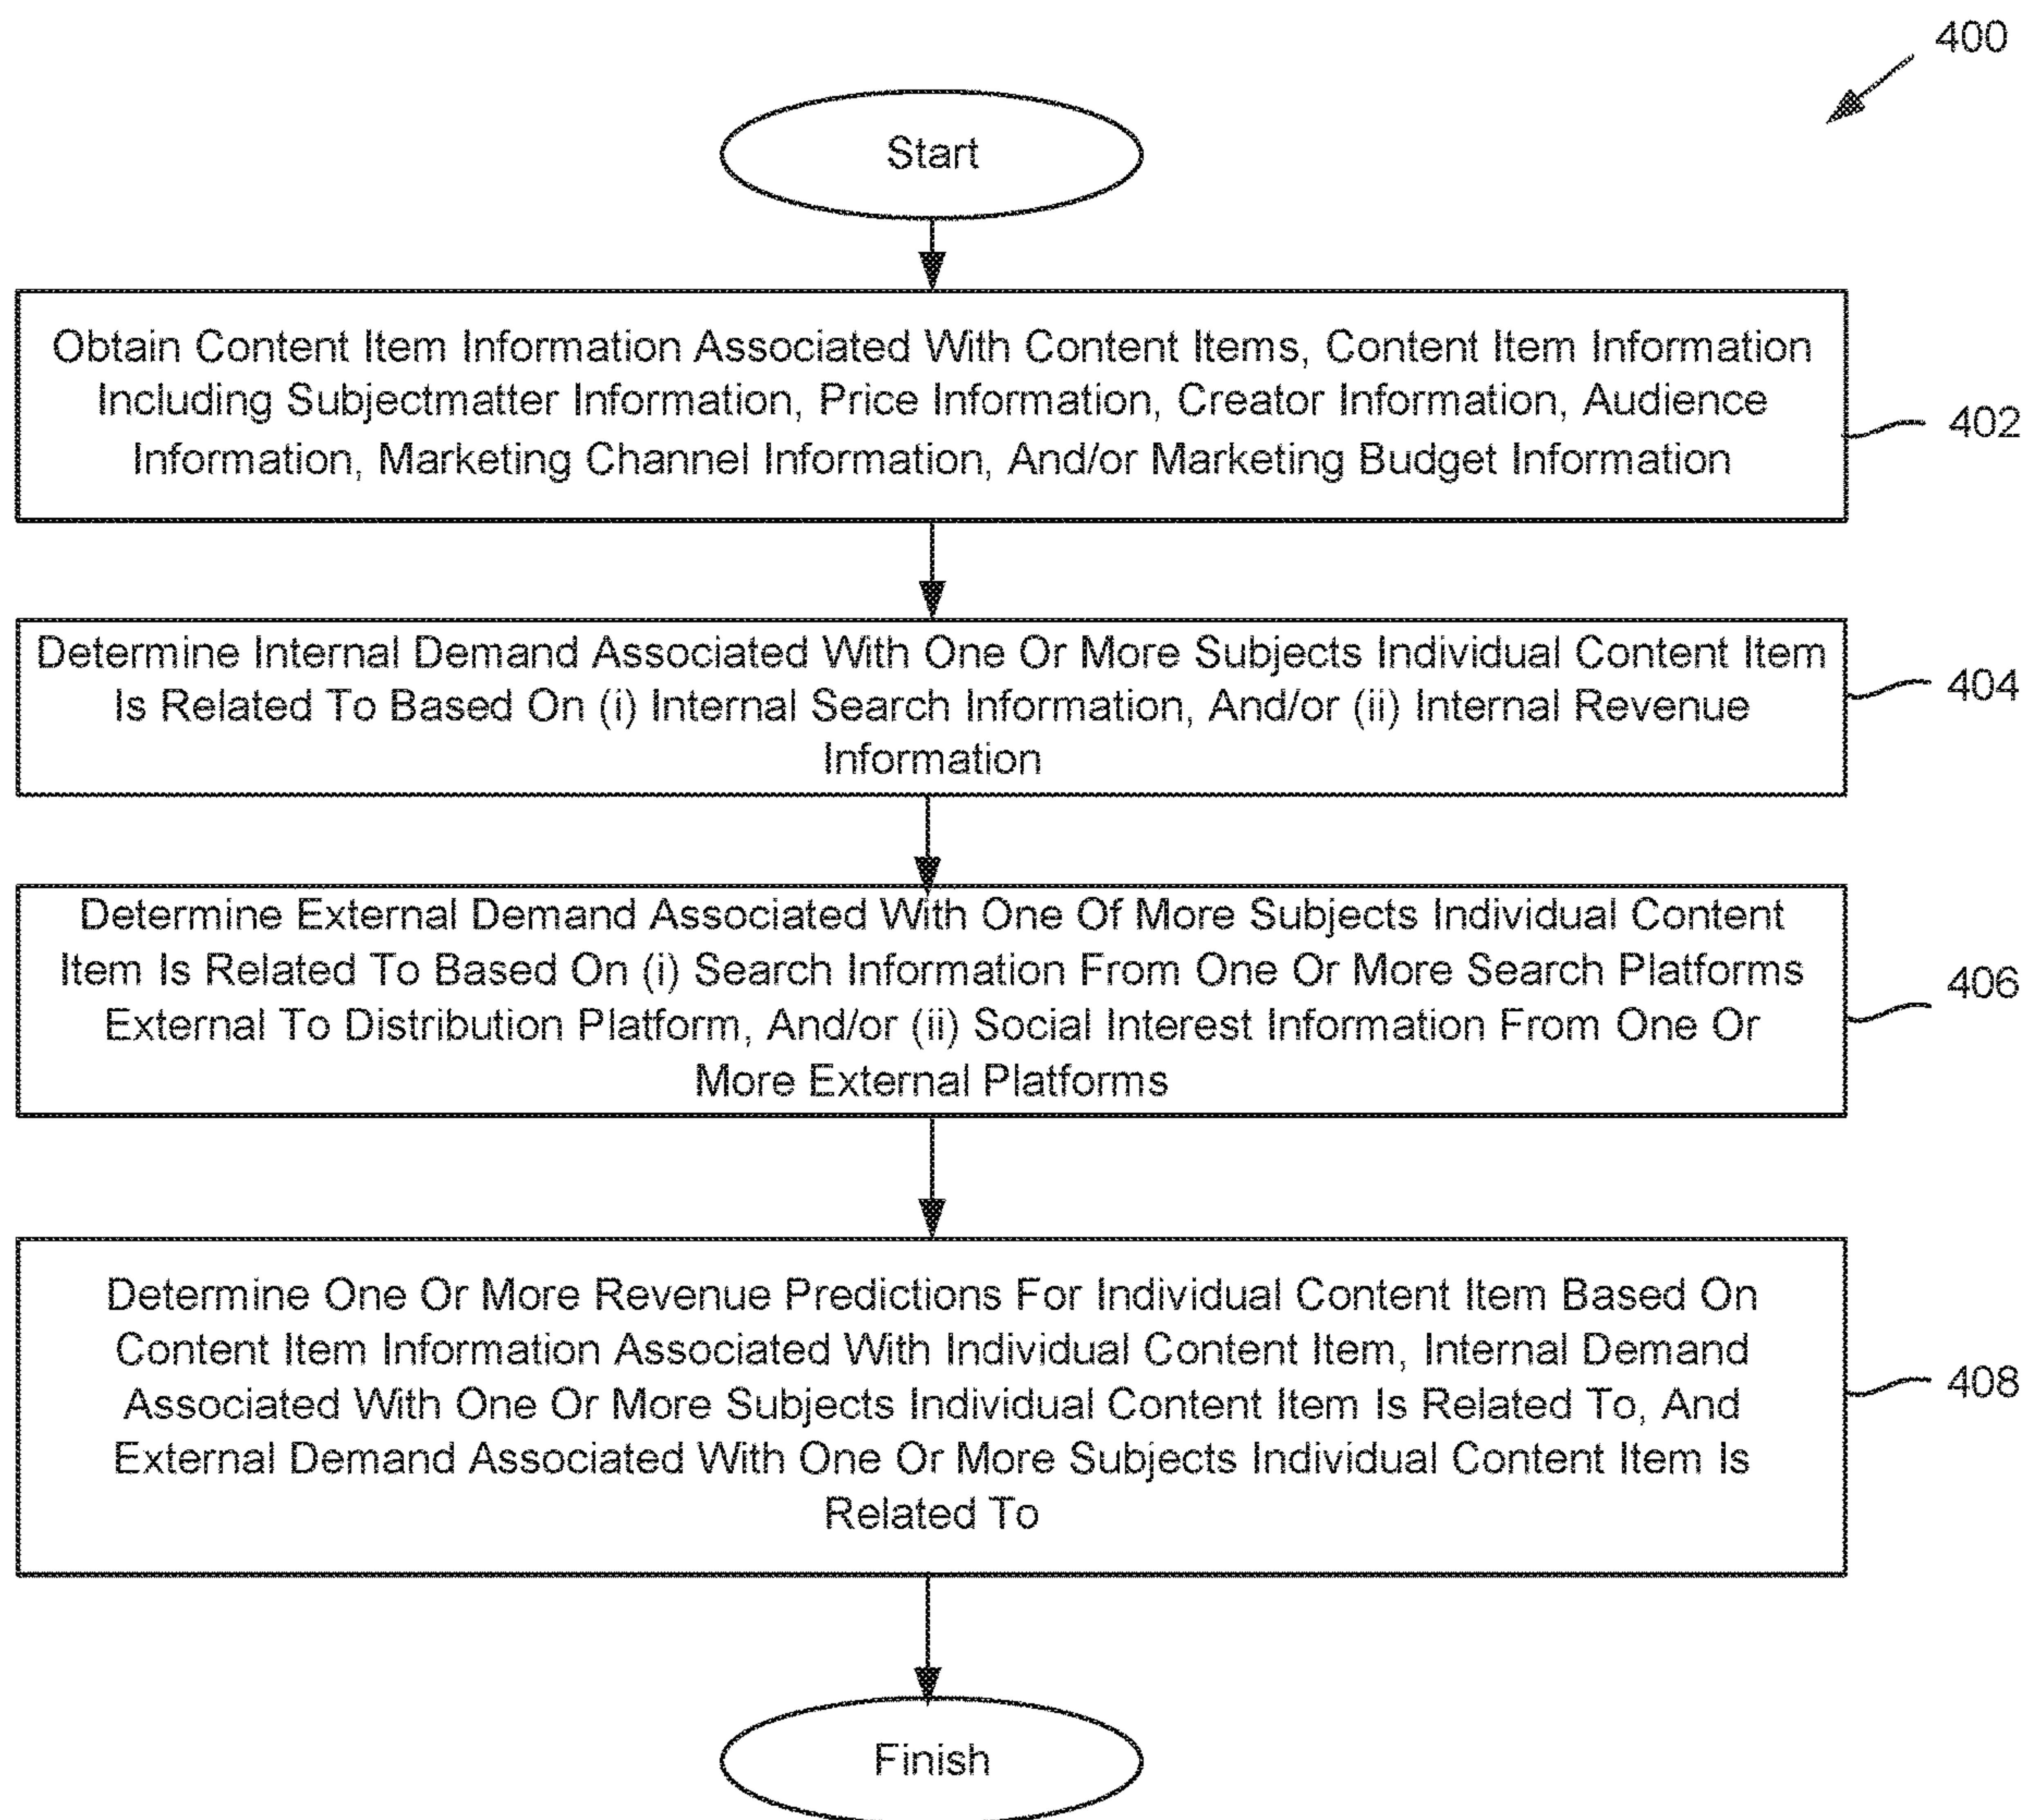 400
Start
Obtain Content Item Information Associated With Content Items, Content Item Information
Including Subjectmatter Information, Price Information, Creator Information, Audience
Information, Marketing Channel Information, And/or Marketing Budget Information
402
Determine Internal Demand Associated With One Or More Subjects Individual Content Item
Is Related To Based On (i) Internal Search Information, And/or (ii) Internal Revenue
Information
404
Determine External Demand Associated With One Of More Subjects Individual Content
Item Is Related To Based On (i) Search Information From One Or More Search Platforms
External To Distribution Platform, And/or (ii) Social Interest Information From One Or
More External Platforms
406
Determine One Or More Revenue Predictions For Individual Content Item Based On
Content Item Information Associated With Individual Content Item, Internal Demand
Associated With One Or More Subjects Individual Content Item Is Related To, And
External Demand Associated With One Or More Subjects Individual Content Item Is
Related To
408
Finish